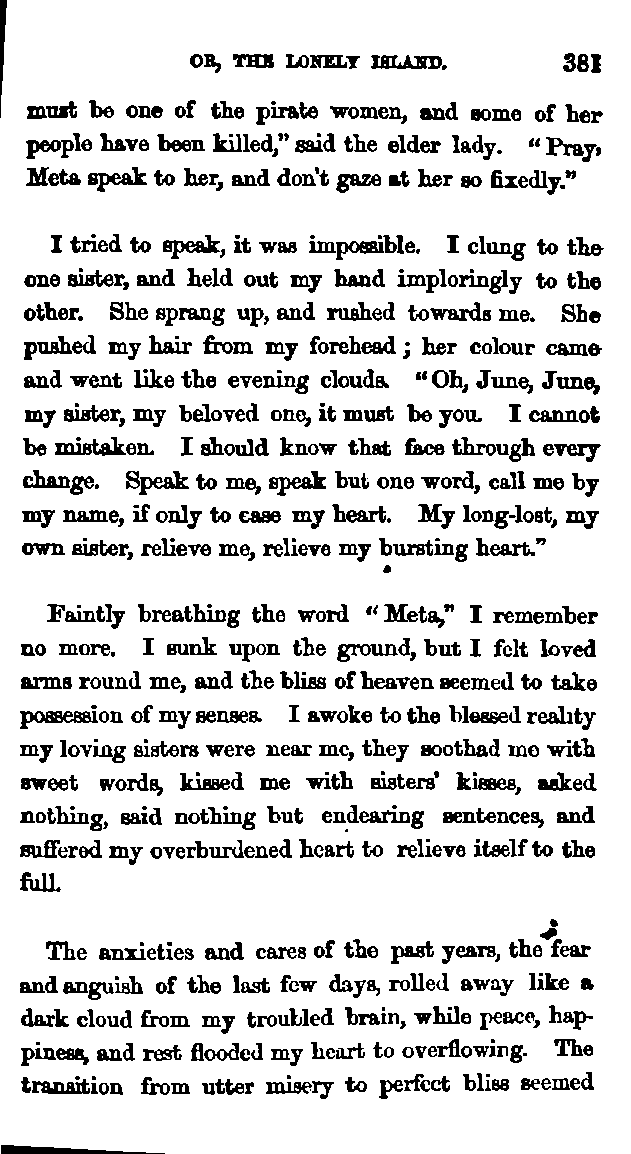 OR, THE LONELY ISLAND. 381
must be one of the pirate women, and some of her
people have been killed," said the elder lady. "Pray,
Meta speak to her, and don't gaze at her so fixedly."
I tried to speak, it was impossible. I clung to the
one sister, and held out my hand imploringly to the
other. She sprang up, and rushed towards me. She
pushed my hair from my forehead; her colour came
and went like the evening clouds. "Oh, June, June,
my sister, my beloved one, it must be you. I cannot
be mistaken. I should know that face through every
change. Speak to me, speak but one word, call me by
my name, if only to ease my heart. My long-lost, my
own sister, relieve me, relieve my bursting heart."
Faintly breathing the word "Meta," I remember
no more. I sunk upon the ground, but I felt loved
arms round me, and the bliss of heaven seemed to take
possession of my senses. I awoke to the blessed reality
my loving sisters were near me, they soothad me with
sweet words, kissed me with sisters' kisses, asked
nothing, said nothing but endearing sentences, and
suffered my overburdened heart to relieve itself to the
full.
The anxieties and cares of the past years, the fear
and anguish of the last few days, rolled away like a
dark cloud from my troubled brain, while peace, hap-
piness, and rest flooded my heart to overflowing. The
transition from utter misery to perfect bliss seemed